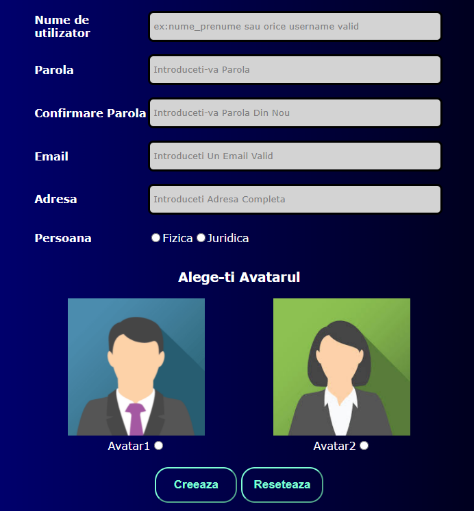 Nume de
utilizator
ex:nume_prenume sau orice username valid
Parola
Introduceti-va Parola
Confirmare Parola
Introduceti-va Parola Din Nou
Email
Introduceti Un Email Valid
Adresa
Introduceti Adresa Completa
Persoana
Fizica Juridica
Alege-ti Avatarul
Avatar1 Avatar2
Creeaza Reseteaza